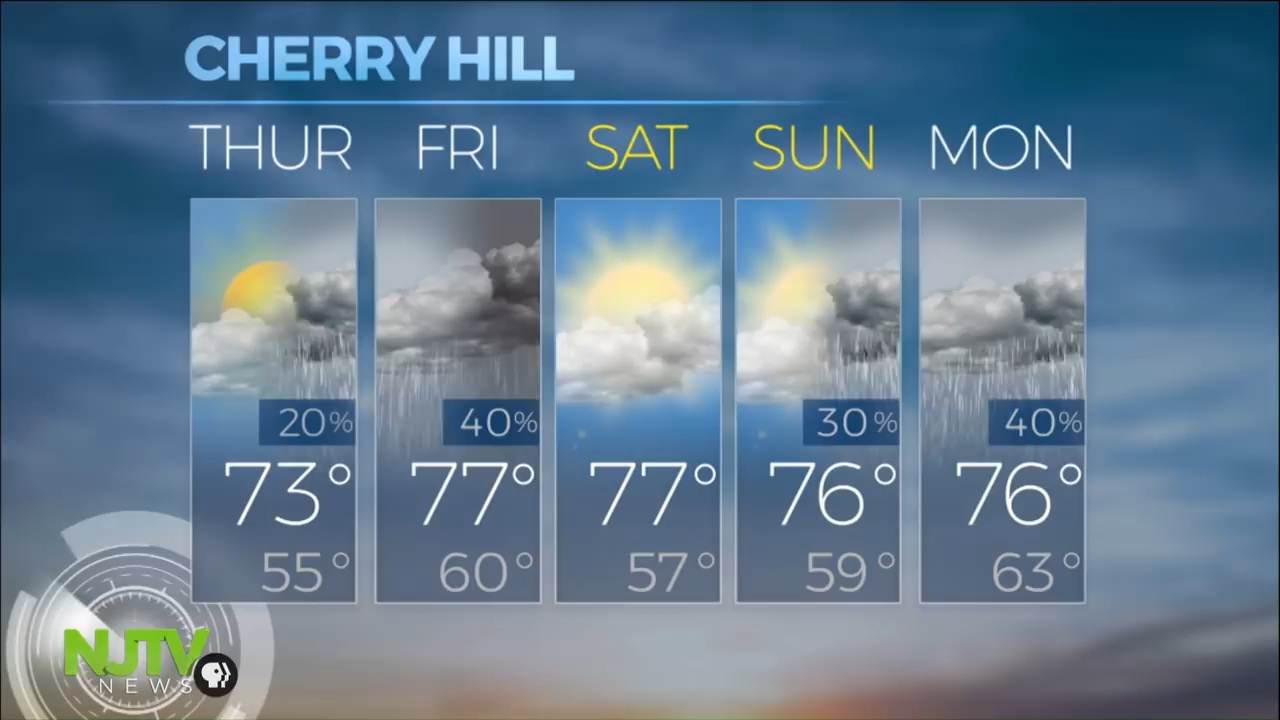 CHERRY HILL
THUR FRI SAT SUN MON
20% 40% 30% 40%
73° 77° 77° 76° 76°
55° 60° 57° 59° 63°
NJTV
NEWS